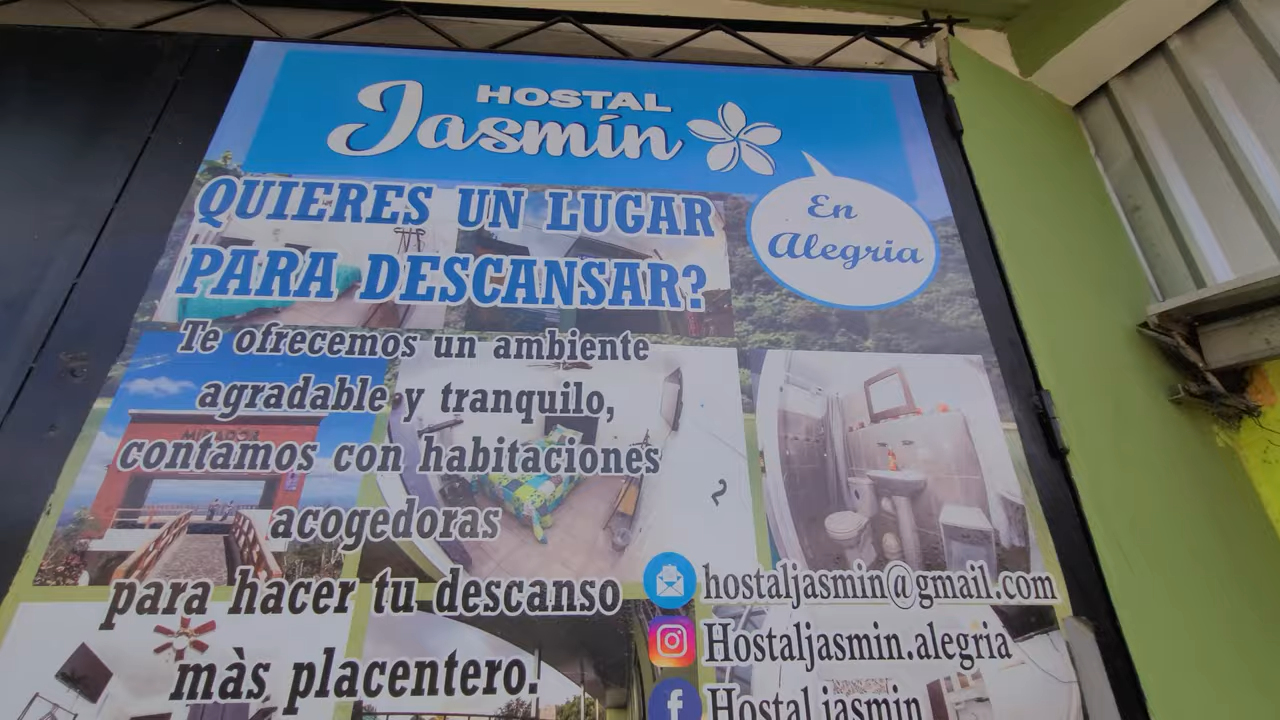 HOSTAL
Jasmín
En
Alegria
QUIERES UN LUGAR
PARA DESCANSAR?
Te ofrecemos un ambiente
agradable y tranquilo,
contamos con habitaciones
acogedoras
para hacer tu descanso
màs placentero.
MIRADOR
hostaljasmin@gmail.com
Hostaljasmin.alegria
Hostal jasmin